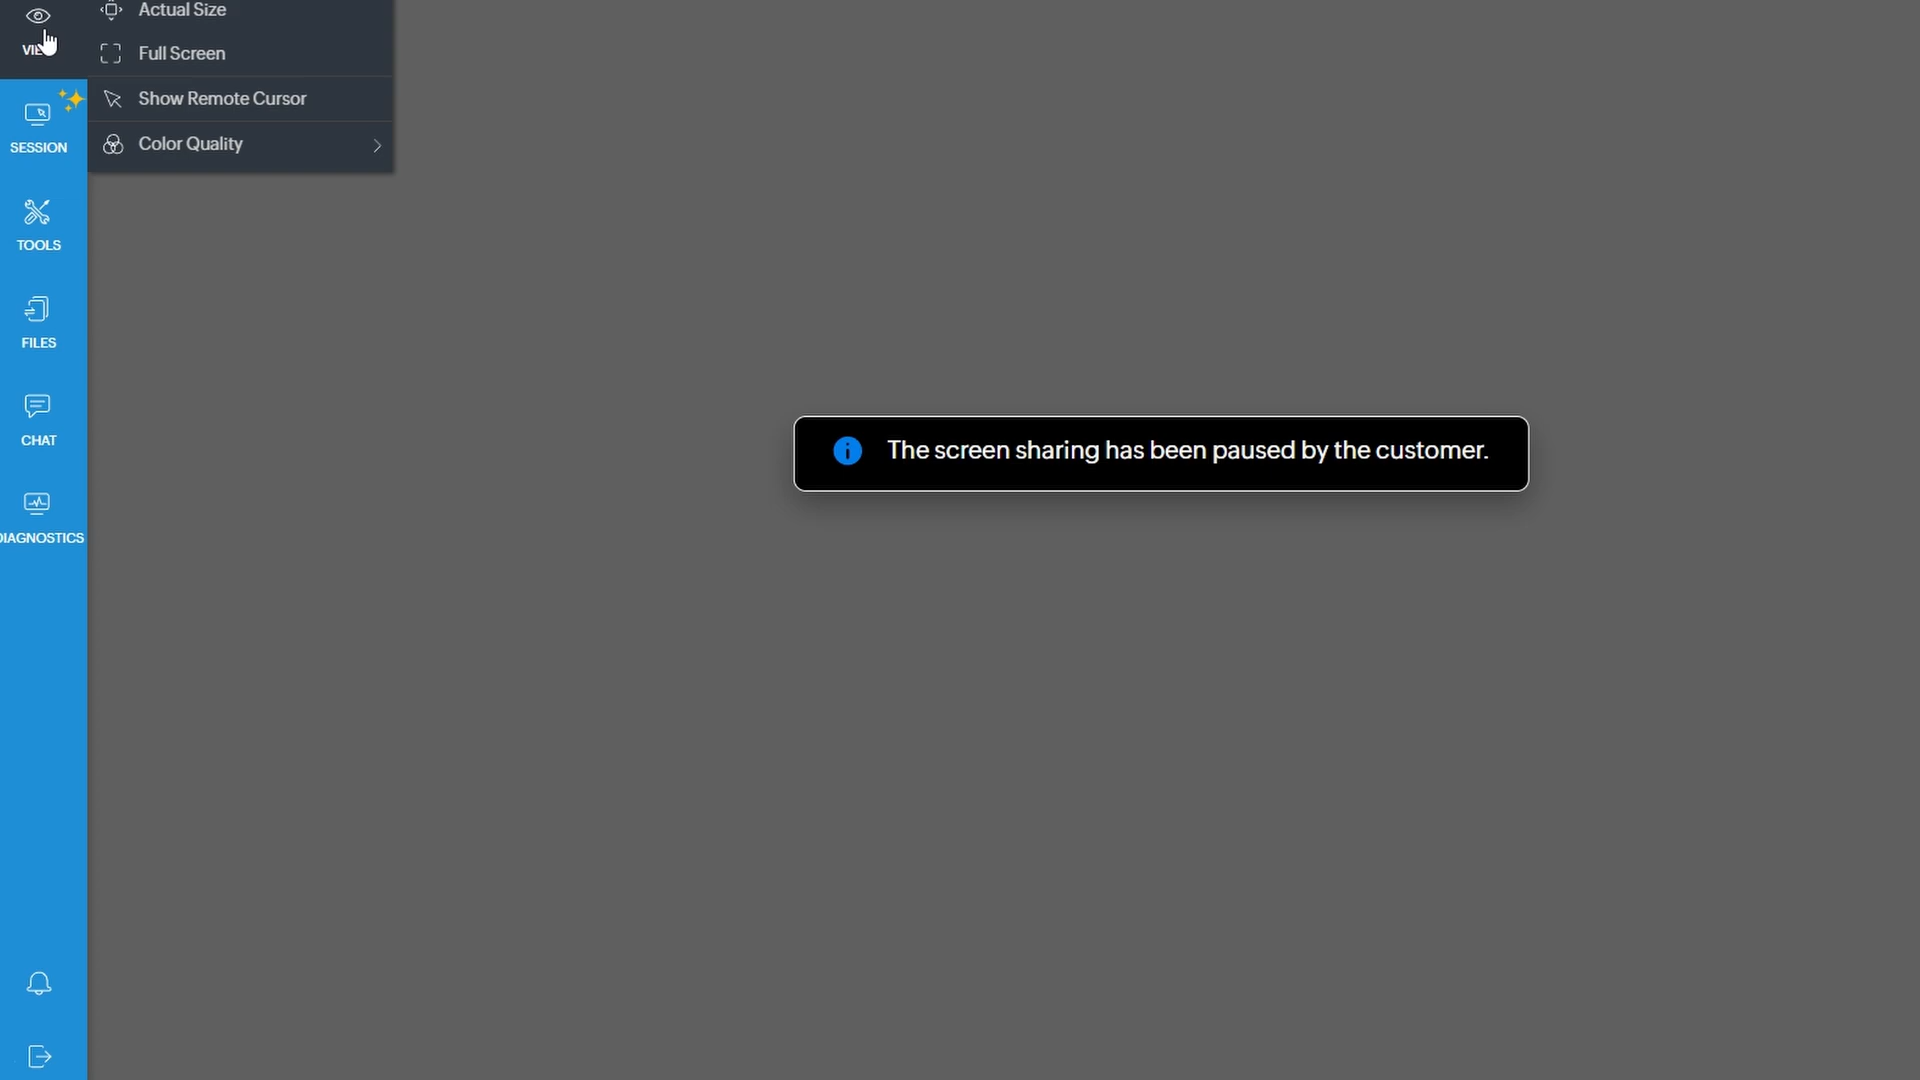 Actual Size
Full Screen
Show Remote Cursor
Color Quality
SESSION
TOOLS
FILES
CHAT
DIAGNOSTICS
The screen sharing has been paused by the customer.